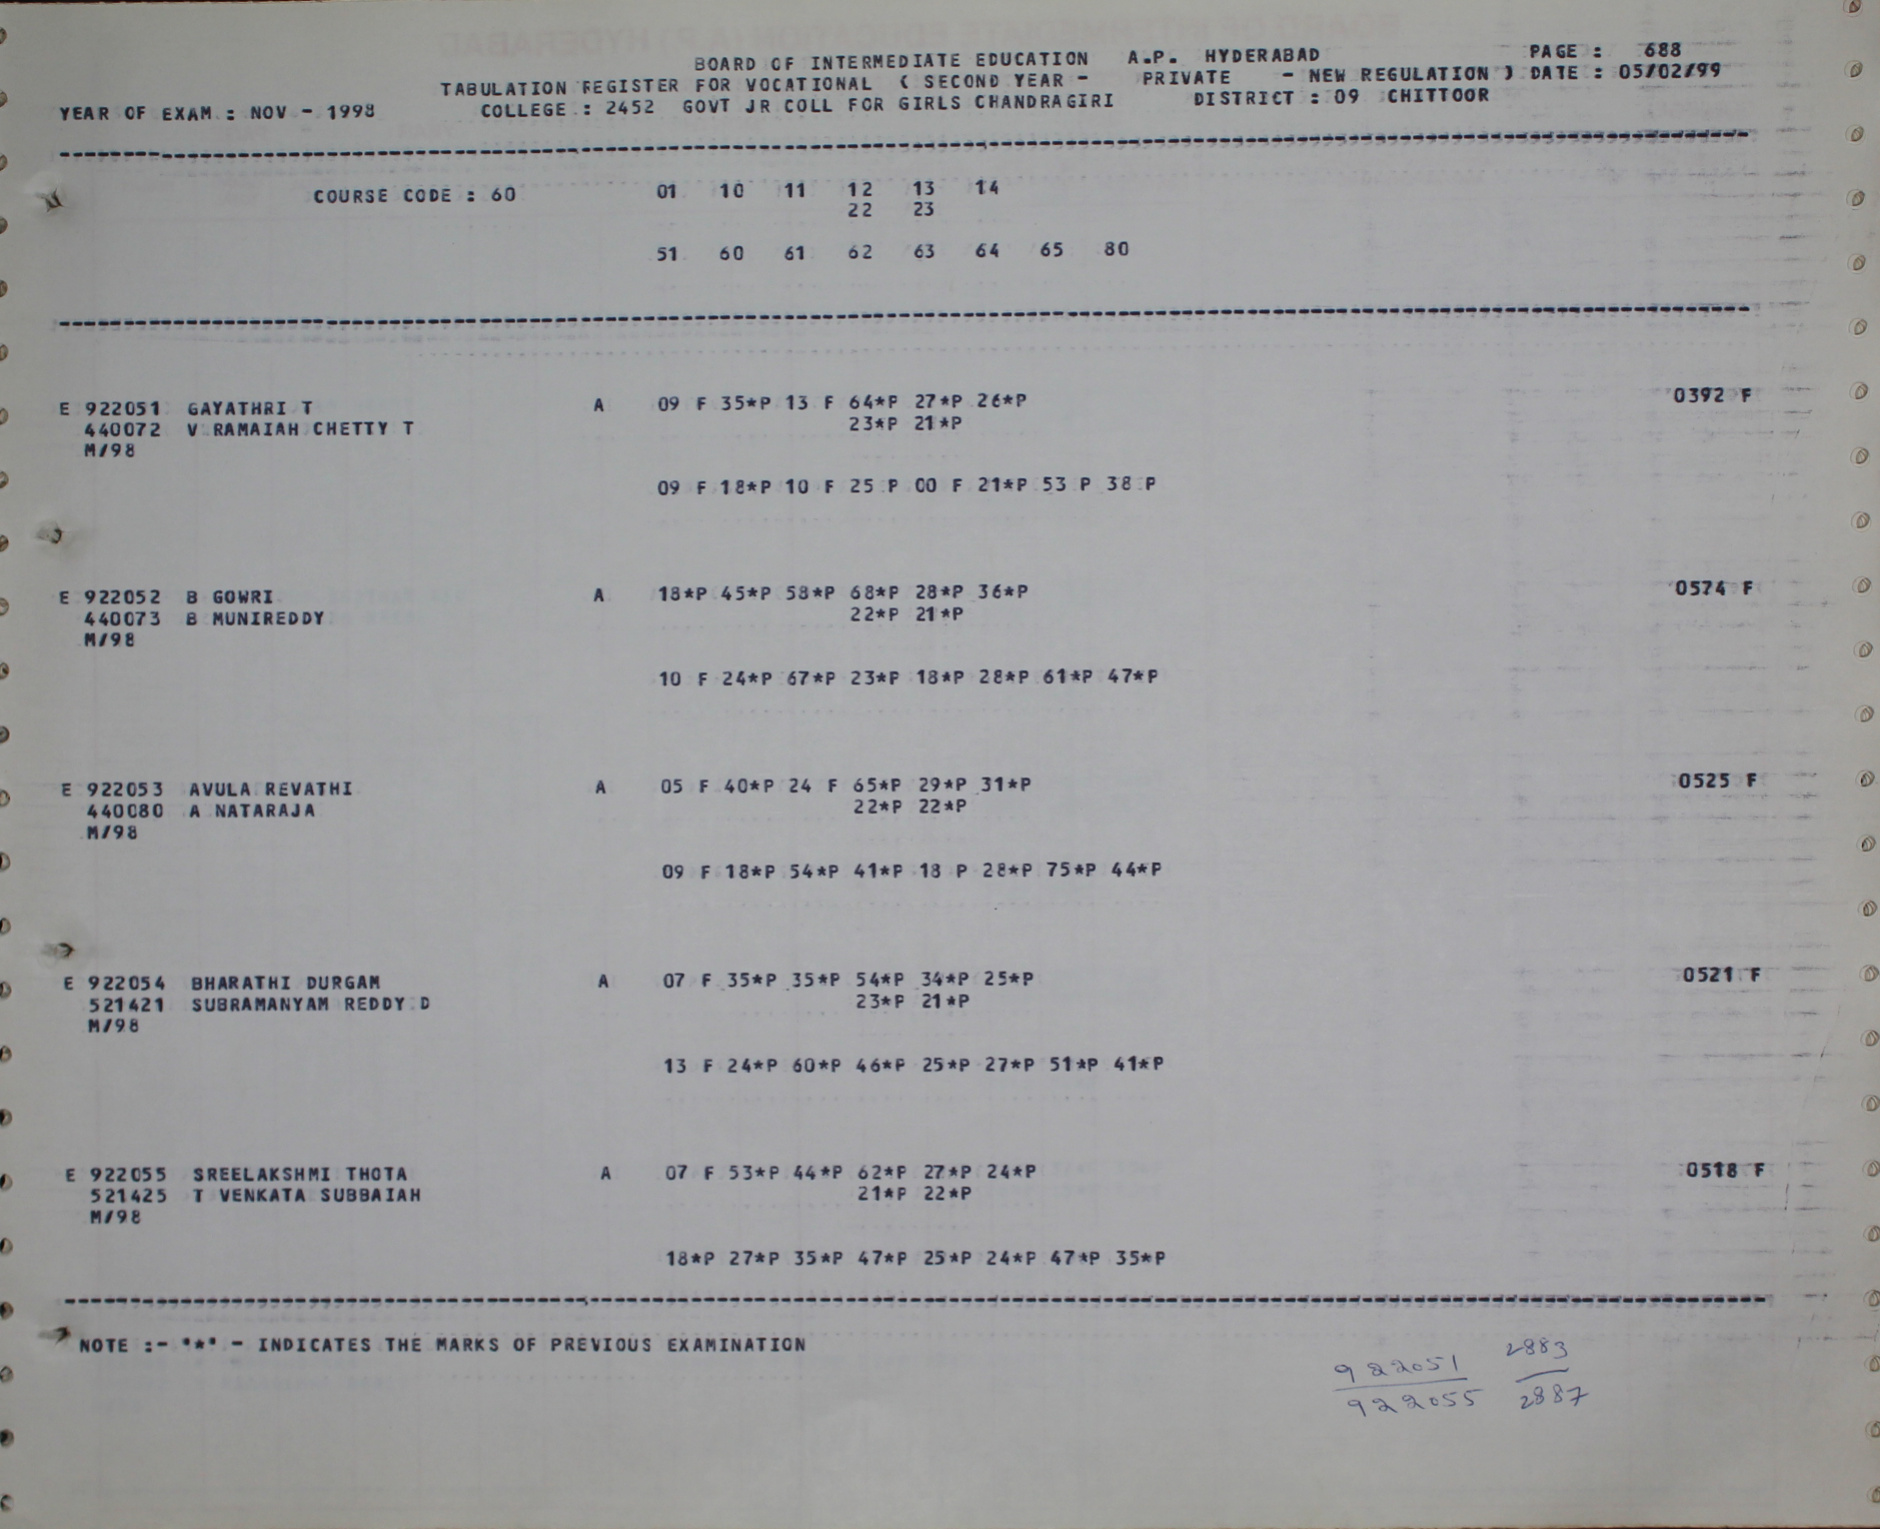 BOARD OF INTERMEDIATE EDUCATION A.P. HYDERABAD PAGE : 688
TABULATION REGISTER FOR VOCATIONAL ( SECOND YEAR - PRIVATE - NEW REGULATION ) DATE : 05/02/99
YEAR OF EXAM : NOV - 1998 COLLEGE : 2452 GOVT JR COLL FOR GIRLS CHANDRAGIRI DISTRICT : 09 CHITTOOR
COURSE CODE : 60 01 10 11 12 13 14
22 23
51 60 61 62 63 64 65 80
E 922051 GAYATHRI T A 09 F 35*P 13 F 64*P 27*P 26*P 0392 F
440072 V RAMAIAH CHETTY T 23*P 21*P
M/98
09 F 18*P 10 F 25 P 00 F 21*P 53 P 38 P
E 922052 B GOWRI A 18*P 45*P 58*P 68*P 28*P 36*P 0574 F
440073 B MUNIREDDY 22*P 21*P
M/98
10 F 24*P 67*P 23*P 18*P 28*P 61*P 47*P
E 922053 AVULA REVATHI A 05 F 40*P 24 F 65*P 29*P 31*P 0525 F
440080 A NATARAJA 22*P 22*P
M/98
09 F 18*P 54*P 41*P 18 P 28*P 75*P 44*P
E 922054 BHARATHI DURGAM A 07 F 35*P 35*P 54*P 34*P 25*P 0521 F
521421 SUBRAMANYAM REDDY D 23*P 21*P
M/98
13 F 24*P 60*P 46*P 25*P 27*P 51*P 41*P
E 922055 SREELAKSHMI THOTA A 07 F 53*P 44*P 62*P 27*P 24*P 0518 F
521425 T VENKATA SUBBAIAH 21*P 22*P
M/98
18*P 27*P 35*P 47*P 25*P 24*P 47*P 35*P
NOTE :- "*" - INDICATES THE MARKS OF PREVIOUS EXAMINATION
922051 2883
922055 2887